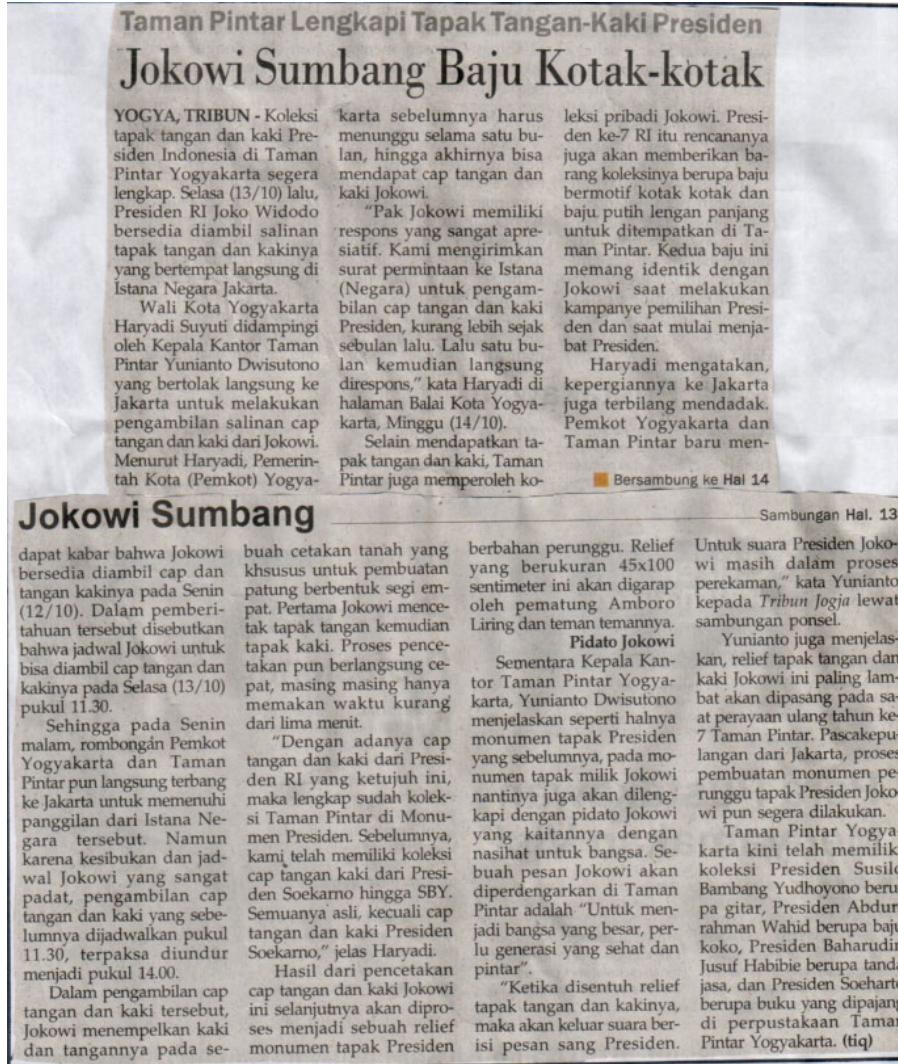 Taman Pintar Lengkapi Tapak Tangan-Kaki Presiden
Jokowi Sumbang Baju Kotak-kotak
YOGYA, TRIBUN - Koleksi
tapak tangan dan kaki Pre-
siden Indonesia di Taman
Pintar Yogyakarta segera
lengkap. Selasa (13/10) lalu,
Presiden RI Joko Widodo
bersedia diambil salinan
tapak tangan dan kakinya
yang bertempat langsung di
Istana Negara Jakarta.
Wali Kota Yogyakarta
Haryadi Suyuti didampingi
oleh Kepala Kantor Taman
Pintar Yunianto Dwisutono
yang bertolak langsung ke
Jakarta untuk melakukan
pengambilan salinan cap
tangan dan kaki dari Jokowi.
Menurut Haryadi, Pemerin-
tah Kota (Pemkot) Yogya-
karta sebelumnya harus
menunggu selama satu bu-
lan, hingga akhirnya bisa
mendapat cap tangan dan
kaki Jokowi.
"Pak Jokowi memiliki
respons yang sangat apre-
siatif. Kami mengirimkan
surat permintaan ke Istana
(Negara) untuk pengam-
bilan cap tangan dan kaki
Presiden, kurang lebih sejak
sebulan lalu. Lalu satu bu-
lan kemudian langsung
direspons," kata Haryadi di
halaman Balai Kota Yogya-
karta, Minggu (14/10).
Selain mendapatkan ta-
pak tangan dan kaki, Taman
Pintar juga memperoleh ko-
leksi pribadi Jokowi. Presi-
den ke-7 RI itu rencananya
juga akan memberikan ba-
rang koleksinya berupa baju
bermotif kotak kotak dan
baju putih lengan panjang
untuk ditempatkan di Ta-
man Pintar. Kedua baju ini
memang identik dengan
Jokowi saat melakukan
kampanye pemilihan Presi-
den dan saat mulai menja-
bat Presiden.
Haryadi mengatakan,
kepergiannya ke Jakarta
juga terbilang mendadak.
Pemkot Yogyakarta dan
Taman Pintar baru men-
Bersambung ke Hal 14
Jokowi Sumbang
Sambungan Hal. 13
dapat kabar bahwa Jokowi
bersedia diambil cap dan
tangan kakinya pada Senin
(12/10). Dalam pemberi-
tahuan tersebut disebutkan
bahwa jadwal Jokowi untuk
bisa diambil cap tangan dan
kakinya pada Selasa (13/10)
pukul 11.30.
Sehingga pada Senin
malam, rombongan Pemkot
Yogyakarta dan Taman
Pintar pun langsung terbang
ke Jakarta untuk memenuhi
panggilan dari Istana Ne-
gara tersebut. Namun
karena kesibukan dan jad-
wal Jokowi yang sangat
padat, pengambilan cap
tangan dan kaki yang sebe-
lumnya dijadwalkan pukul
11.30, terpaksa diundur
menjadi pukul 14.00.
Dalam pengambilan cap
tangan dan kaki tersebut,
Jokowi menempelkan kaki
dan tangannya pada se-
buah cetakan tanah yang
khsusus untuk pembuatan
patung berbentuk segi em-
pat. Pertama Jokowi mence-
tak tapak tangan kemudian
tapak kaki. Proses pence-
takan pun berlangsung ce-
pat, masing masing hanya
memakan waktu kurang
dari lima menit.
"Dengan adanya cap
tangan dan kaki dari Presi-
den RI yang ketujuh ini,
maka lengkap sudah kolek-
si Taman Pintar di Monu-
men Presiden. Sebelumnya,
kami telah memiliki koleksi
cap tangan kaki dari Presi-
den Soekarno hingga SBY.
Semuanya asli, kecuali cap
tangan dan kaki Presiden
Soekarno," jelas Haryadi.
Hasil dari pencetakan
cap tangan dan kaki Jokowi
ini selanjutnya akan dipro-
ses menjadi sebuah relief
monumen tapak Presiden
berbahan perunggu. Relief
yang berukuran 45x100
sentimeter ini akan digarap
oleh pematung Amboro
Liring dan teman temannya.
Pidato Jokowi
Sementara Kepala Kan-
tor Taman Pintar Yogya-
karta, Yunianto Dwisutono
menjelaskan seperti halnya
monumen tapak Presiden
yang sebelumnya, pada mo-
numen tapak milik Jokowi
nantinya juga akan dileng-
kapi dengan pidato Jokowi
yang kaitannya dengan
nasihat untuk bangsa. Se-
buah pesan Jokowi akan
diperdengarkan di Taman
Pintar adalah "Untuk men-
jadi bangsa yang besar, per-
lu generasi yang sehat dan
pintar".
"Ketika disentuh relief
tapak tangan dan kakinya,
maka akan keluar suara ber-
isi pesan sang Presiden.
Untuk suara Presiden Joko-
wi masih dalam proses
perekaman," kata Yunianto
kepada Tribun Jogja lewat
sambungan ponsel.
Yunianto juga menjelas-
kan, relief tapak tangan dan
kaki Jokowi ini paling lam-
bat akan dipasang pada sa-
at perayaan ulang tahun ke-
7 Taman Pintar. Pascakepu-
langan dari Jakarta, proses
pembuatan monumen pe-
runggu tapak Presiden Joko-
wi pun segera dilakukan.
Taman Pintar Yogya-
karta kini telah memilik
koleksi Presiden Susilo
Bambang Yudhoyono beru-
pa gitar, Presiden Abdur-
rahman Wahid berupa baju
koko, Presiden Baharudin
Jusuf Habibie berupa tanda
jasa, dan Presiden Soeharto
berupa buku yang dipajang
di perpustakaan Taman
Pintar Yogyakarta. (tiq)